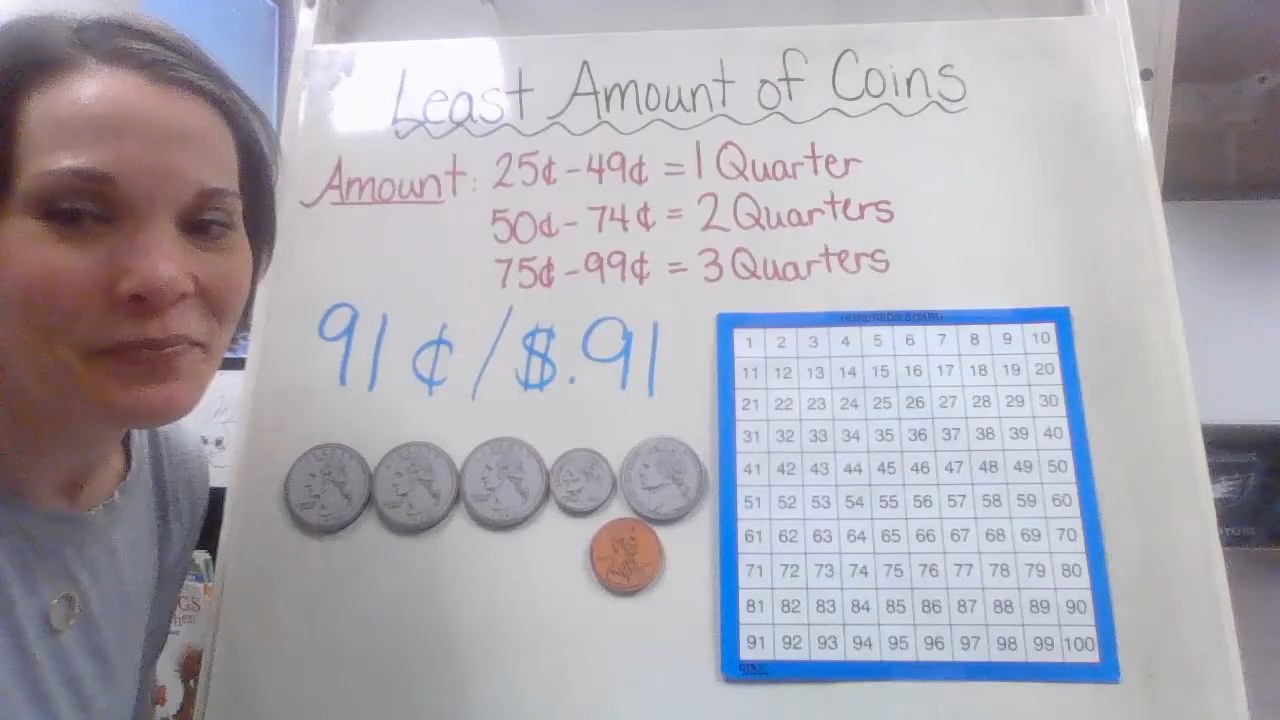 Least Amount of Coins
Amount: 25¢-49¢ = 1 Quarter
50¢-74¢ = 2 Quarters
75¢-99¢ = 3 Quarters
91¢/$.91
HUNDREDS BOARD
1 2 3 4 5 6 7 8 9 10
11 12 13 14 15 16 17 18 19 20
21 22 23 24 25 26 27 28 29 30
31 32 33 34 35 36 37 38 39 40
41 42 43 44 45 46 47 48 49 50
51 52 53 54 55 56 57 58 59 60
61 62 63 64 65 66 67 68 69 70
71 72 73 74 75 76 77 78 79 80
81 82 83 84 85 86 87 88 89 90
91 92 93 94 95 96 97 98 99 100